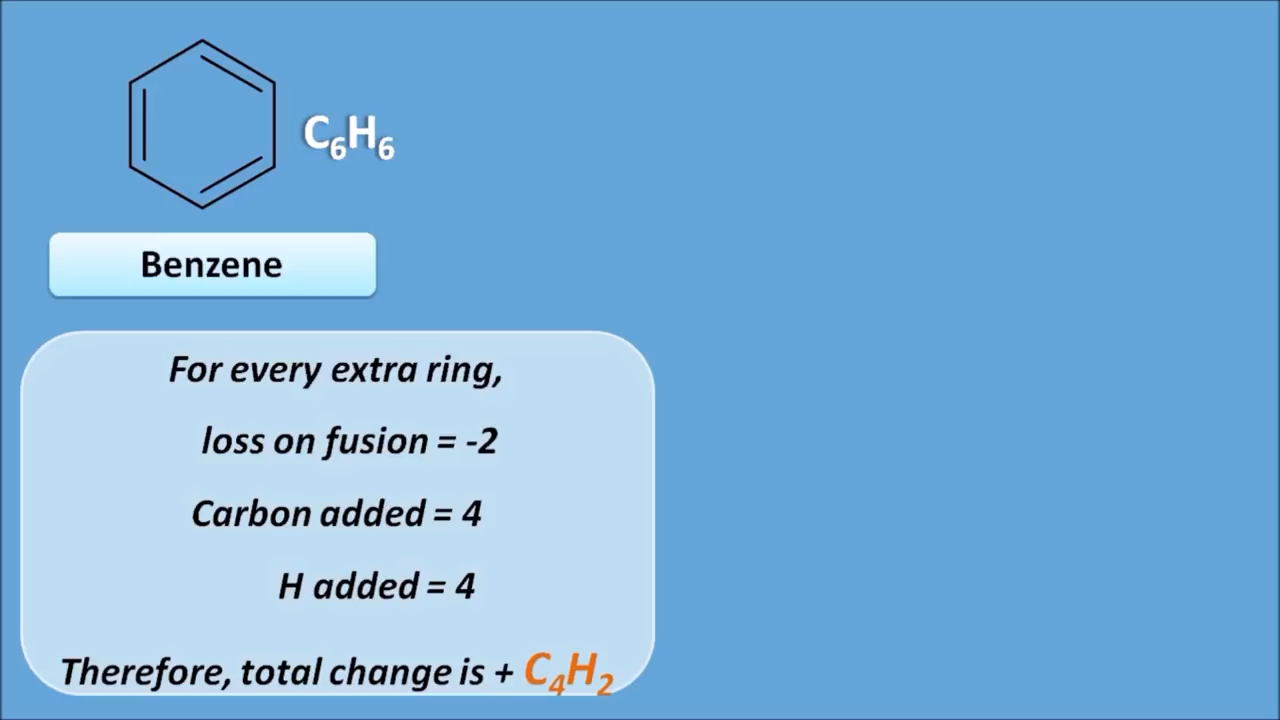 C₆H₆
Benzene
For every extra ring,
loss on fusion = -2
Carbon added = 4
H added = 4
Therefore, total change is + C₄H₂